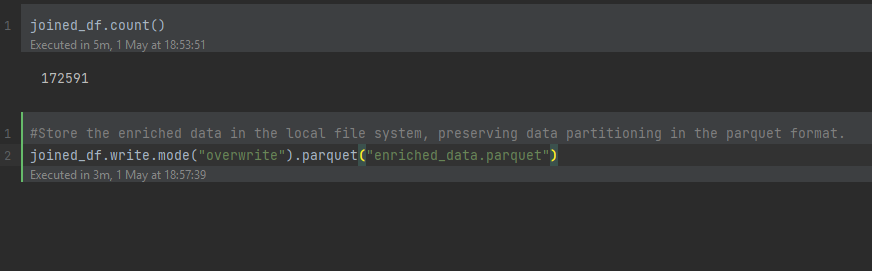 1 joined_df.count()
Executed in 5m, 1 May at 18:53:51
172591
1 #Store the enriched data in the local file system, preserving data partitioning in the parquet format.
2 joined_df.write.mode("overwrite").parquet("enriched_data.parquet")
Executed in 3m, 1 May at 18:57:39